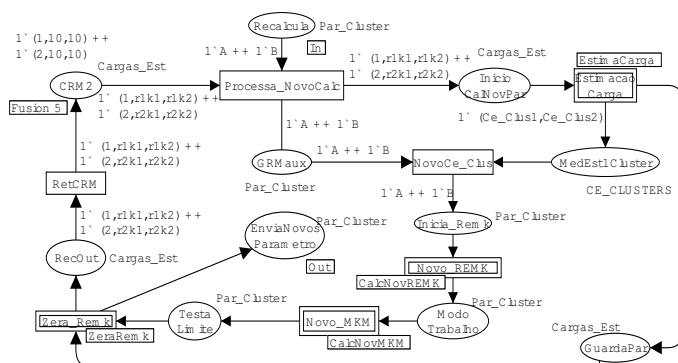 1`(1,10,10) ++
1`(2,10,10)
Recalcula
Par_Cluster
In
1`A ++ 1`B
Cargas_Est
CRM2
Fusion 5
Processa_NovoCalc
1`(1,r1k1,r1k2) ++
1`(2,r2k1,r2k2)
Cargas_Est
Inicio
CalNovPar
EstimaCarga
Estimacao
Carga
1`(1,r1k1,r1k2) ++
1`(2,r2k1,r2k2)
1`A ++ 1`B
1`(Ce_Clus1,Ce_Clus2)
1`(1,r1k1,r1k2) ++
1`(2,r2k1,r2k2)
GRMaux
Par_Cluster
1`A ++ 1`B
NovoCe_Clus
MedEst1Cluster
CE_CLUSTERS
RetCRM
1`A ++ 1`B
1`(1,r1k1,r1k2) ++
1`(2,r2k1,r2k2)
Par_Cluster
EnviaNovos
Parametro
Out
Inicia_Remk
Par_Cluster
RecOut
Cargas_Est
Novo_REMK
CalcNovREMK
Par_Cluster
Testa
Limite
Par_Cluster
Modo
Trabalho
Zera_Remk
ZeraRemk
Novo_MKM
CalcNovMKM
Cargas_Est
GuardaPar